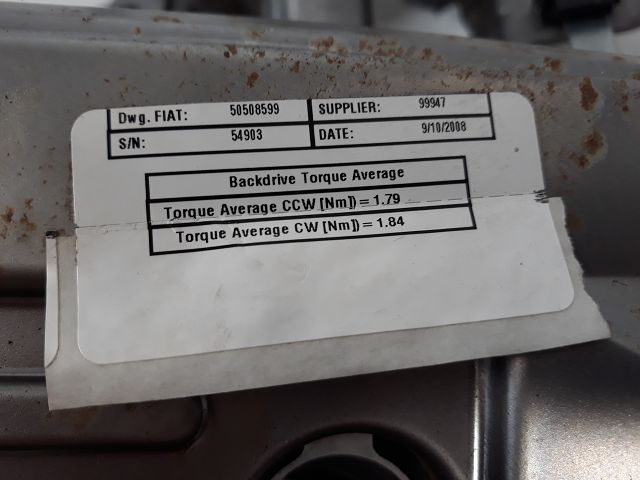 Dwg. FIAT: 50508599 SUPPLIER: 99947
S/N: 54903 DATE: 9/10/2008
Backdrive Torque Average
Torque Average CCW [Nm]) = 1.79
Torque Average CW [Nm]) = 1.84